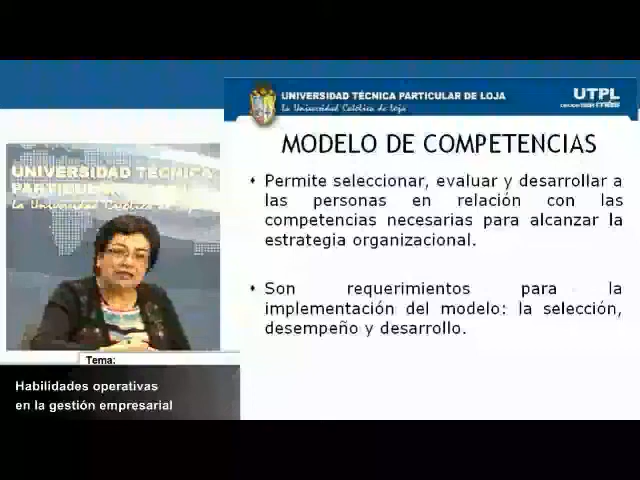 UNIVERSIDAD TÉCNICA PARTICULAR DE LOJA
La Universidad Católica de Loja
UTPL
MODELO DE COMPETENCIAS
• Permite seleccionar, evaluar y desarrollar a
las personas en relación con las
competencias necesarias para alcanzar la
estrategia organizacional.
• Son requerimientos para la
implementación del modelo: la selección,
desempeño y desarrollo.
UNIVERSIDAD TÉCNICA
PARTICULAR
La Universidad Católica
Tema:
Habilidades operativas
en la gestión empresarial